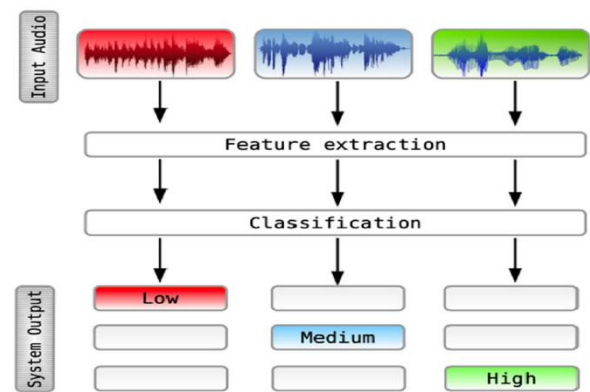 Input Audio
Feature extraction
Classification
System Output
Low
Medium
High